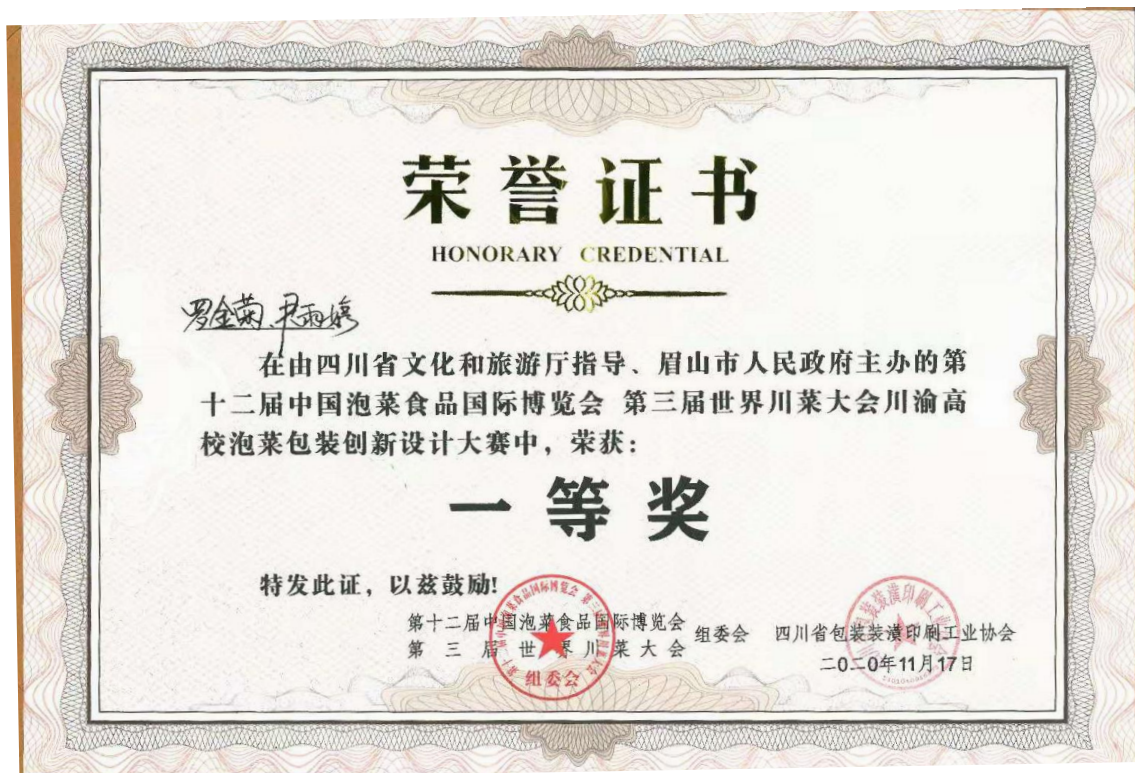 荣誉证书
HONORARY CREDENTIAL
罗金菊、尹雨婷
在由四川省文化和旅游厅指导、眉山市人民政府主办的第
十二届中国泡菜食品国际博览会 第三届世界川菜大会川渝高
校泡菜包装创新设计大赛中，荣获：
一等奖
特发此证，以兹鼓励!
第十二届中国泡菜食品国际博览会
第三届世界川菜大会
组委会
四川省包装装潢印刷工业协会
二0二0年11月17日
组委会